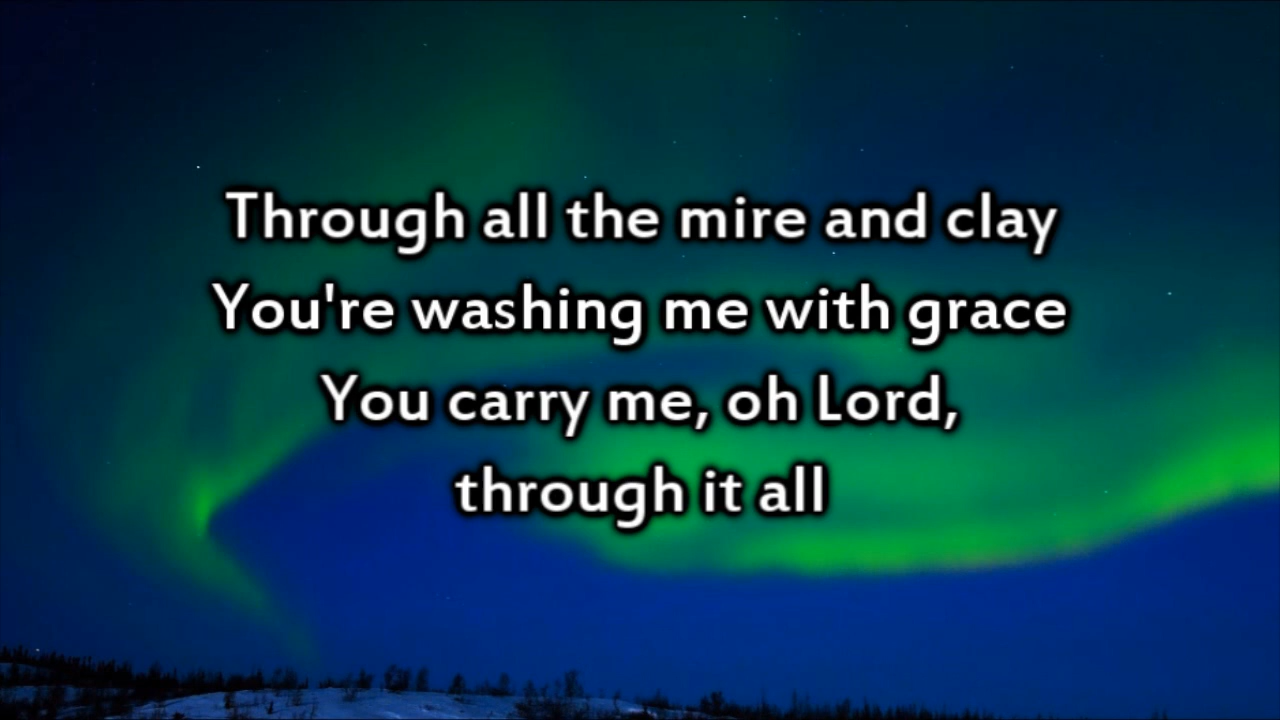 Through all the mire and clay
You're washing me with grace
You carry me, oh Lord,
through it all